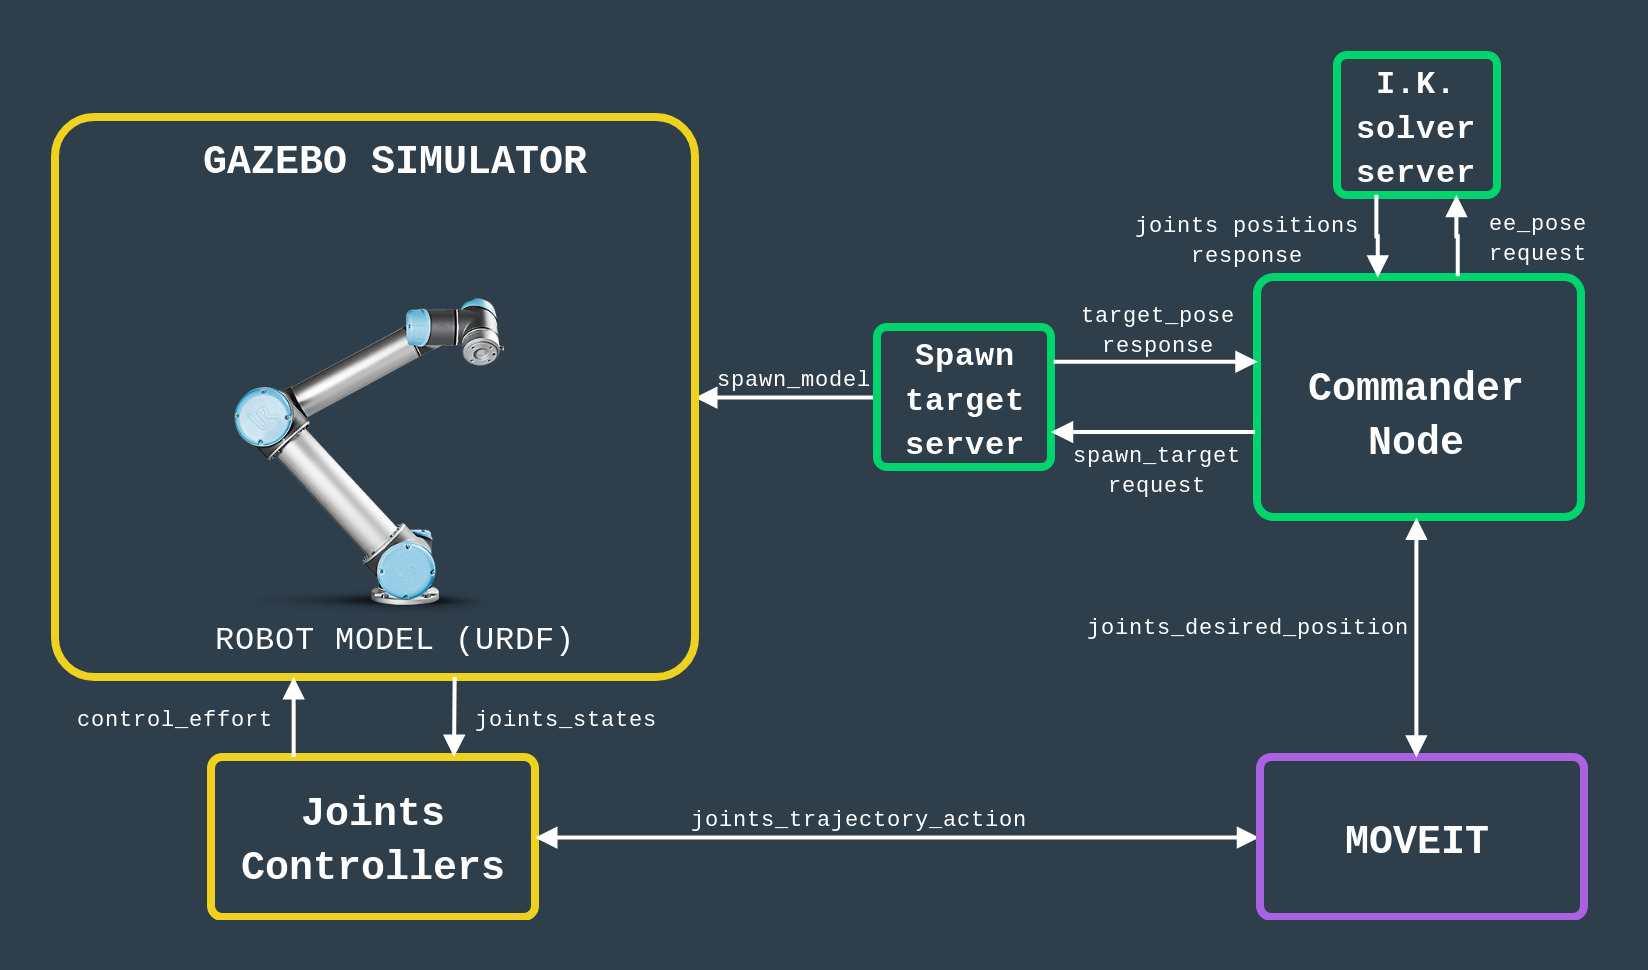 I.K.
solver
server
GAZEBO SIMULATOR
joints positions
response
ee_pose
request
target_pose
response
Spawn
target
server
spawn_model
Commander
Node
spawn_target
request
joints_desired_position
ROBOT MODEL (URDF)
control_effort
joints_states
Joints
Controllers
joints_trajectory_action
MOVEIT